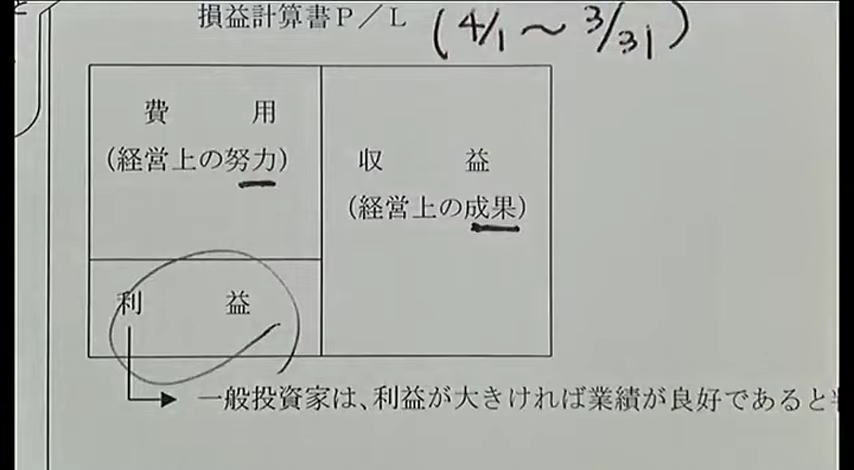 損益計算書P／L (4/1〜3/31)
費用
(経営上の努力)
収益
(経営上の成果)
利益
一般投資家は、利益が大きければ業績が良好であると